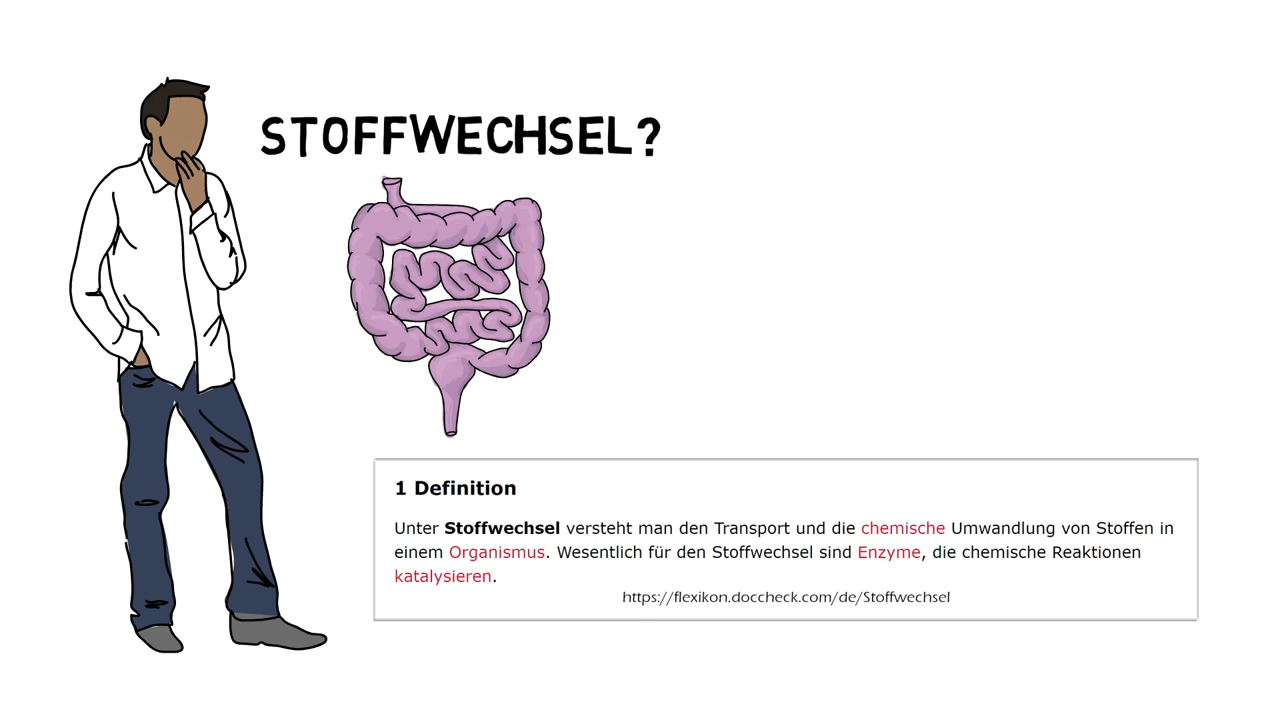 STOFFWECHSEL?
1 Definition
Unter Stoffwechsel versteht man den Transport und die chemische Umwandlung von Stoffen in
einem Organismus. Wesentlich für den Stoffwechsel sind Enzyme, die chemische Reaktionen
katalysieren.
https://flexikon.doccheck.com/de/Stoffwechsel